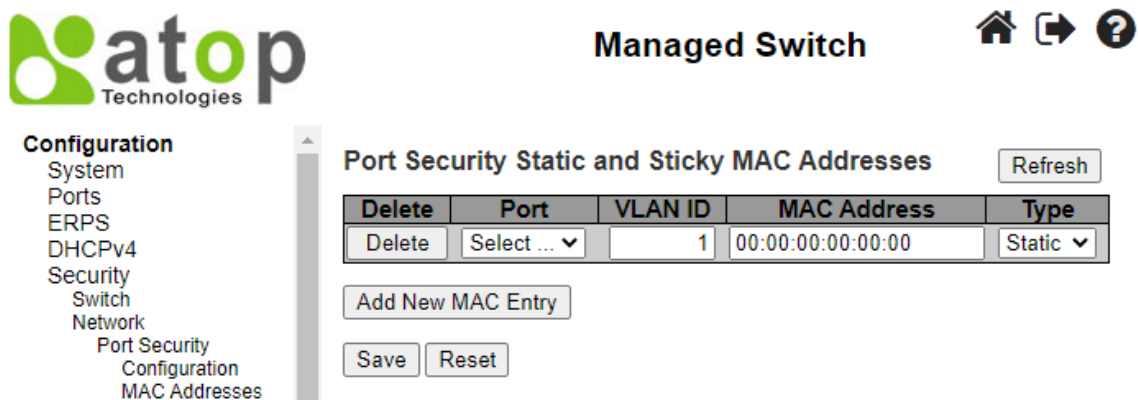 atop
Technologies
Managed Switch
Configuration
System
Ports
ERPS
DHCPv4
Security
Switch
Network
Port Security
Configuration
MAC Addresses
Port Security Static and Sticky MAC Addresses
Refresh
Delete Port VLAN ID MAC Address Type
Delete Select ... 1 00:00:00:00:00:00 Static
Add New MAC Entry
Save Reset